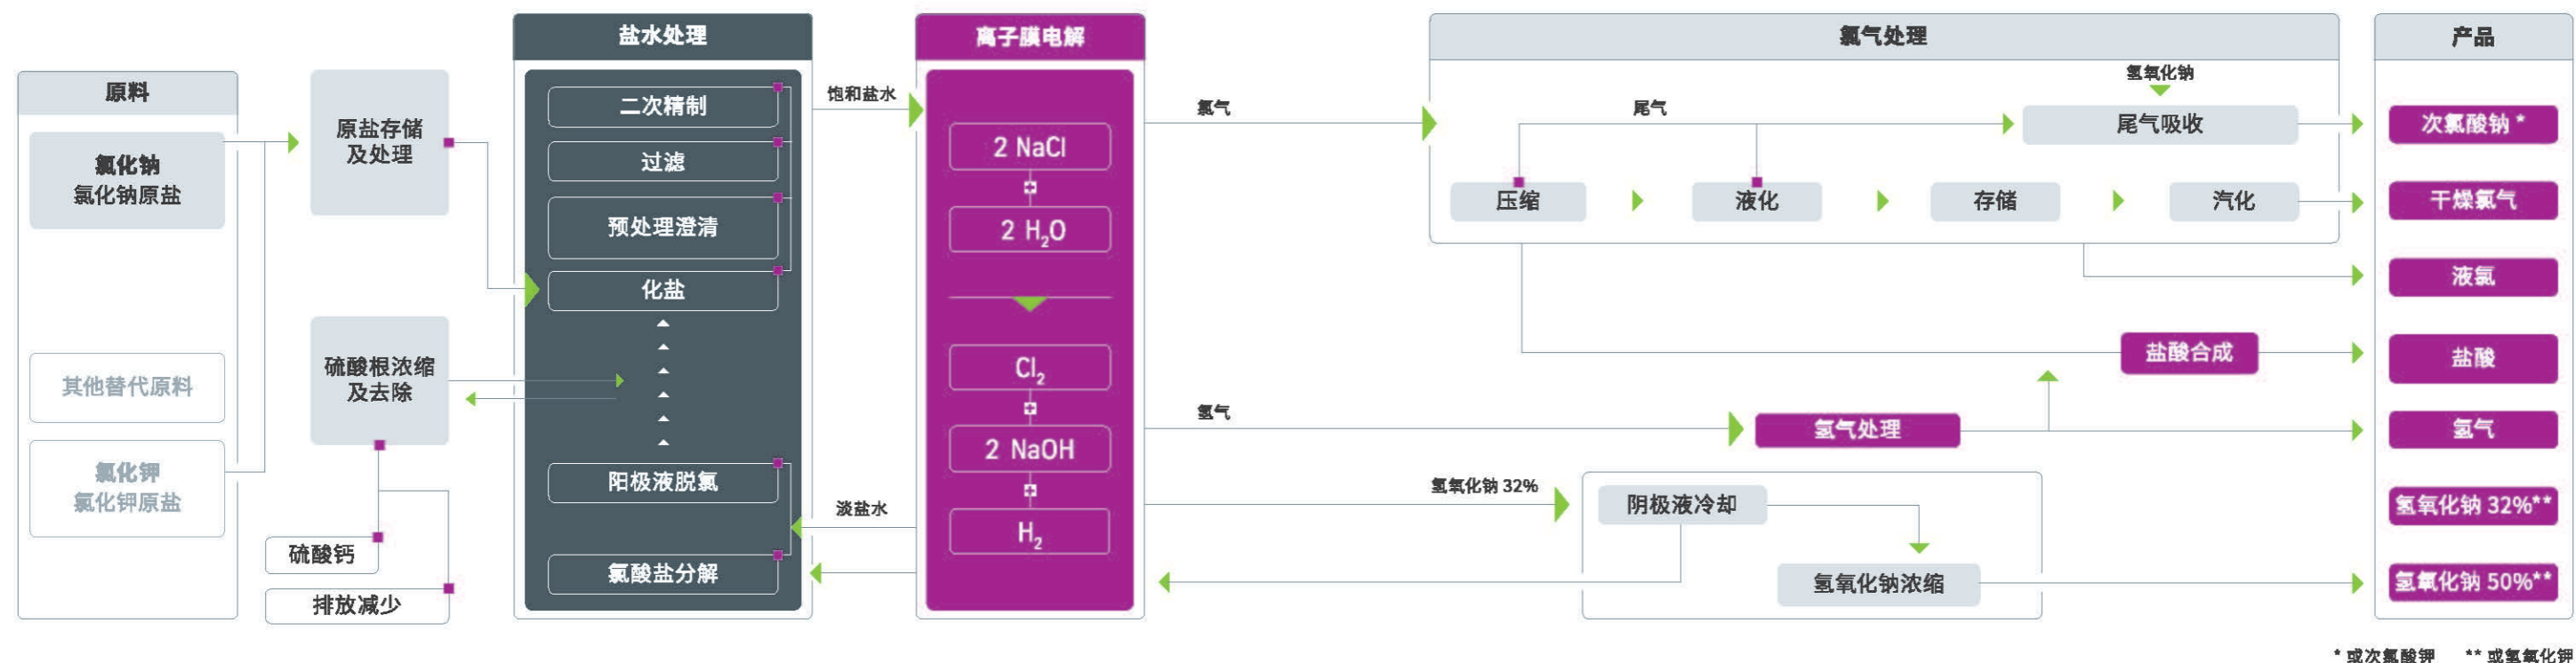 原料
氯化钠
氯化钠原盐
其他替代原料
氯化钾
氯化钾原盐
原盐存储
及处理
硫酸根浓缩
及去除
硫酸钙
排放减少
盐水处理
二次精制
过滤
预处理澄清
化盐
阳极液脱氯
氯酸盐分解
饱和盐水
淡盐水
离子膜电解
2 NaCl
2 H₂O
Cl₂
2 NaOH
H₂
氯气
氢气
氢氧化钠 32%
氯气处理
氢氧化钠
尾气
尾气吸收
压缩
液化
存储
汽化
盐酸合成
氢气处理
阴极液冷却
氢氧化钠浓缩
产品
次氯酸钠 *
干燥氯气
液氯
盐酸
氢气
氢氧化钠 32%**
氢氧化钠 50%**
* 或次氯酸钾 ** 或氢氧化钾